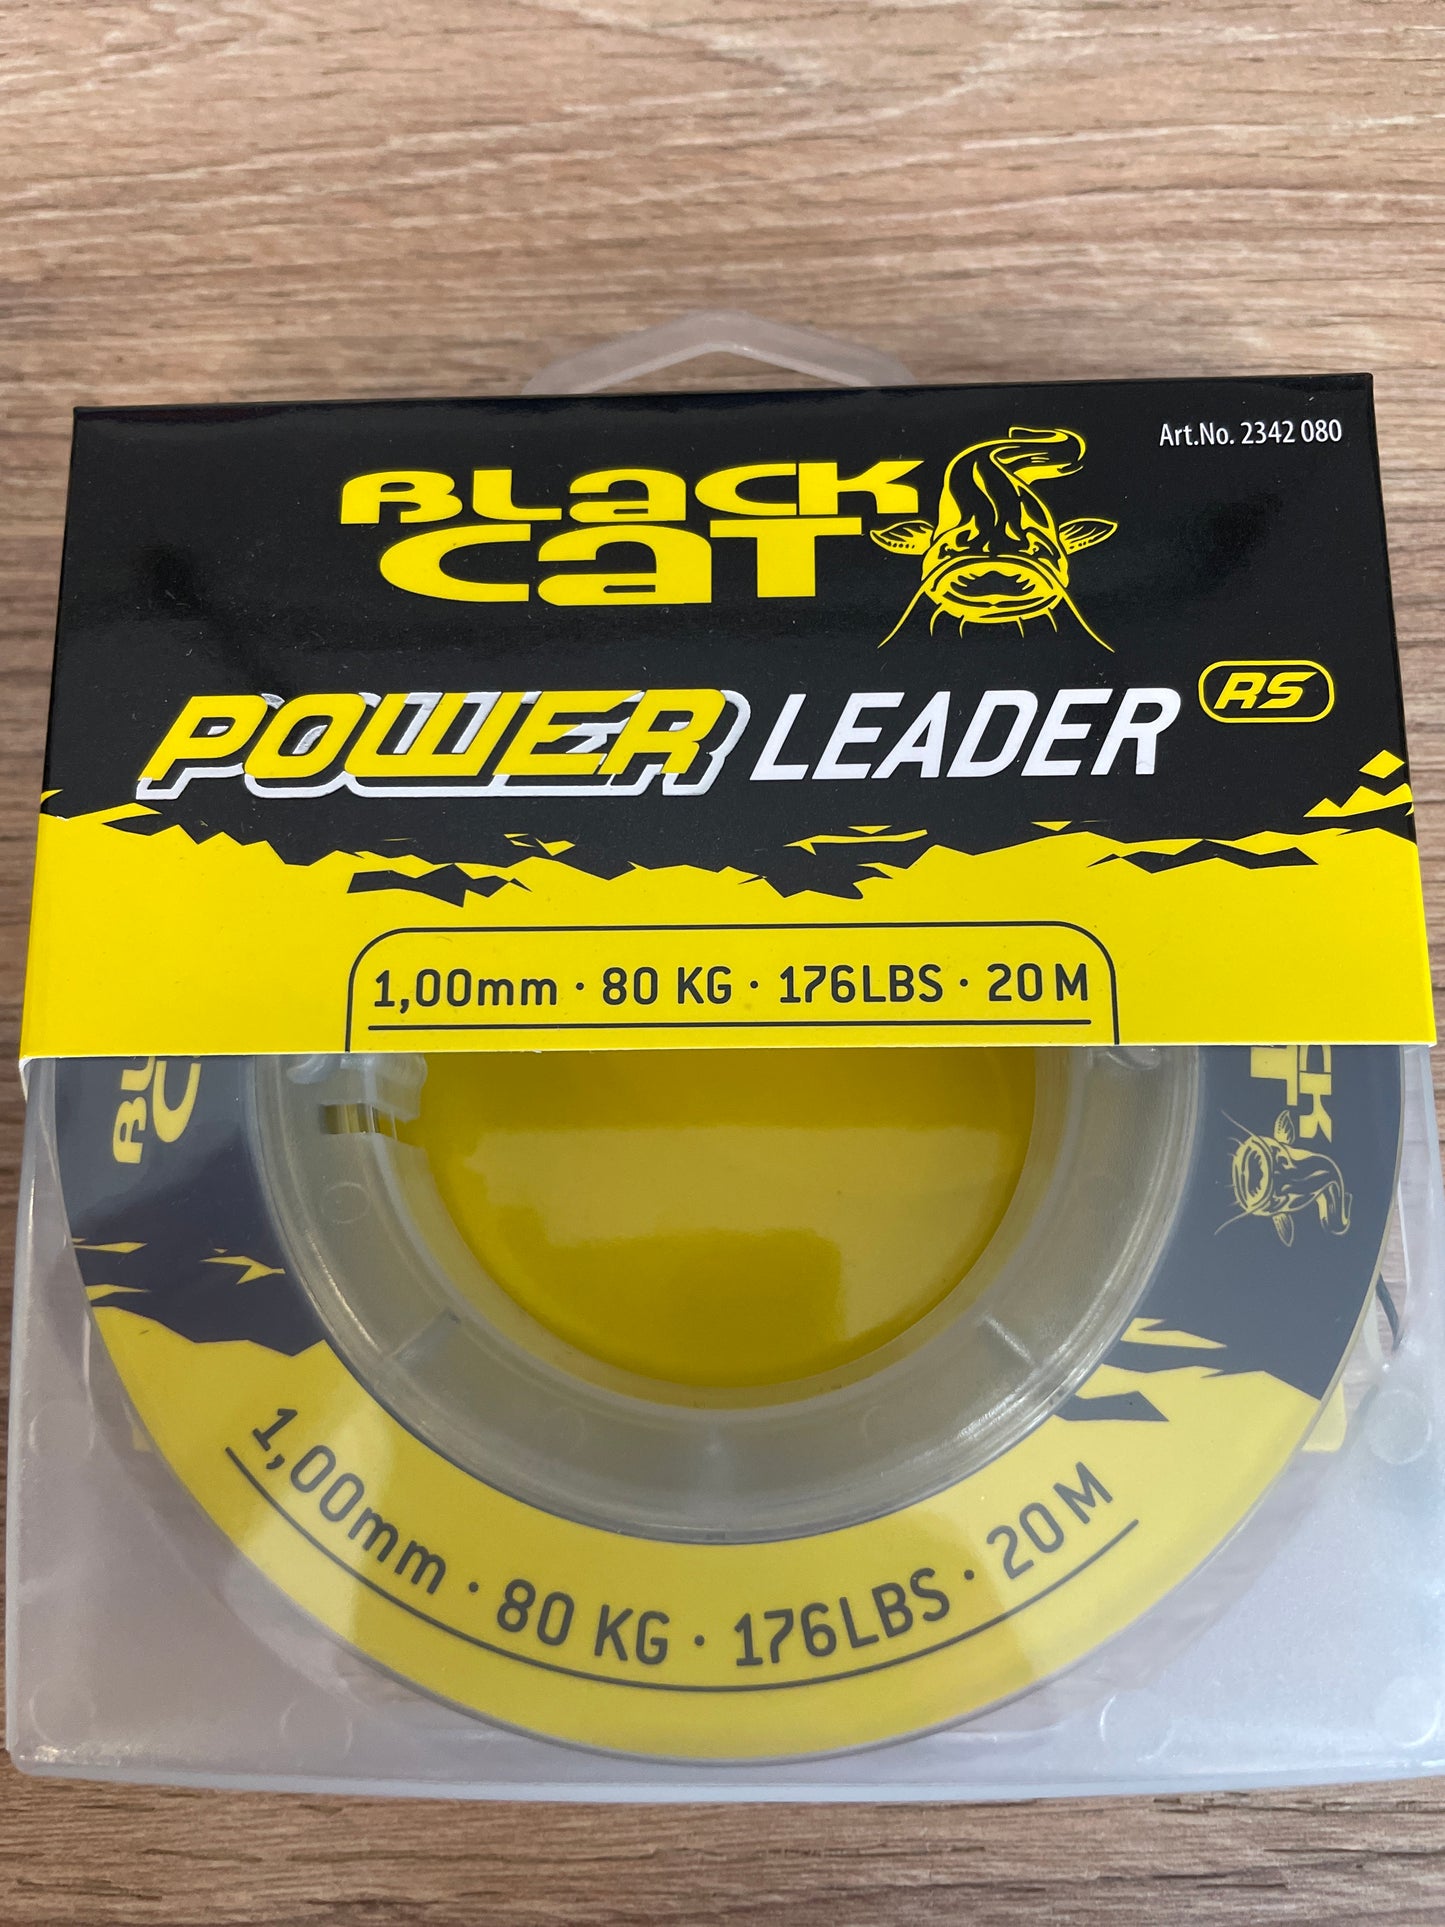 Art.No. 2342 080
BLACK
CAT
POWER LEADER RS
1,00mm · 80 KG · 176LBS · 20 M
1,00mm · 80 KG · 176LBS · 20 M